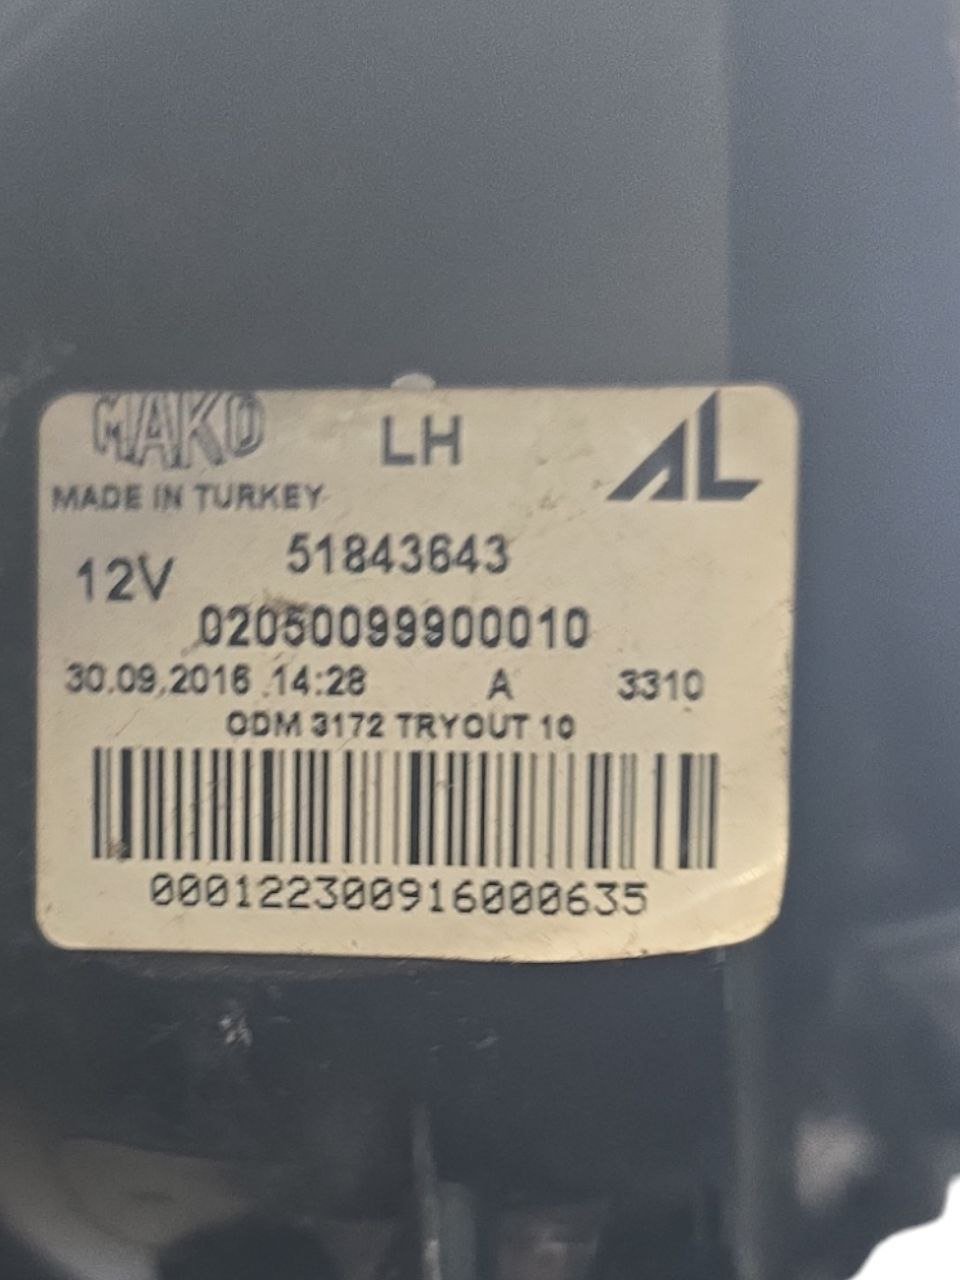 MAKO LH AL
MADE IN TURKEY
12V 51843643
02050099900010
30.09.2016 14:28 A 3310
ODM 3172 TRYOUT 10
000122300916000635